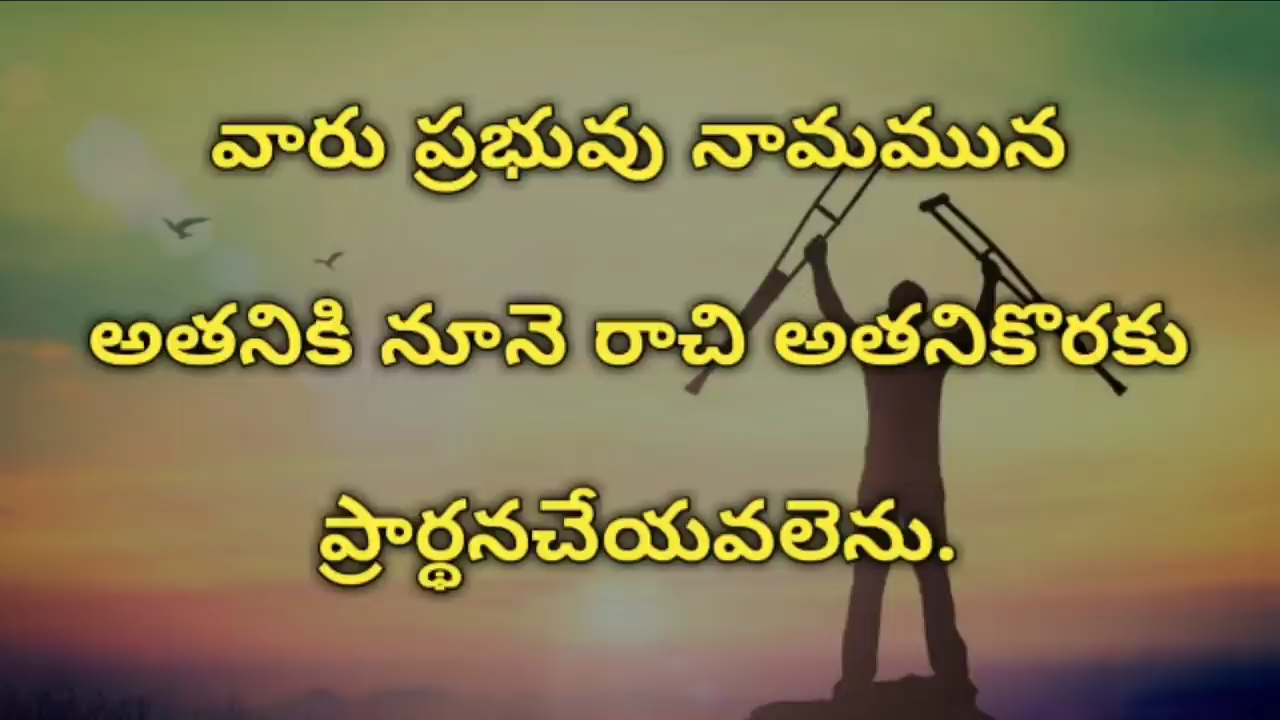 వారు ప్రభువు నామమున
అతనికి నూనె రాచి అతనికొరకు
ప్రార్థనచేయవలెను.